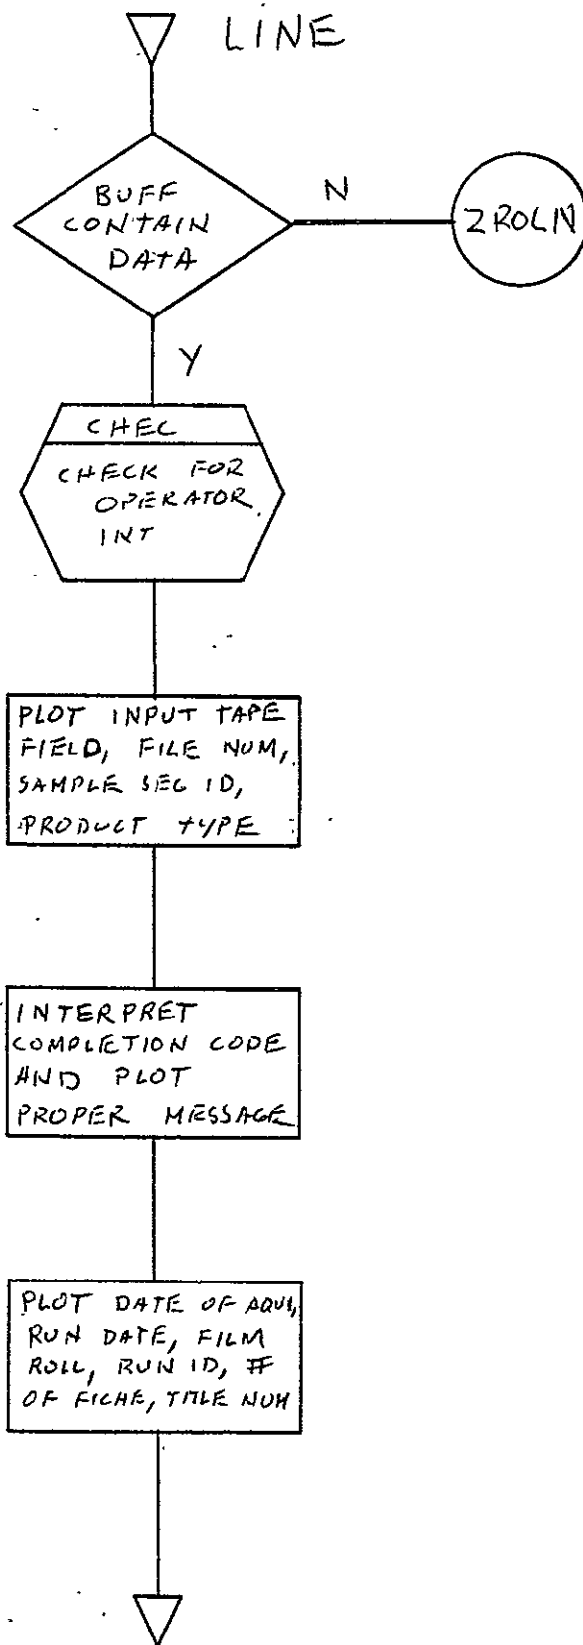 LINE
BUFF
CONTAIN
DATA
N
ZROLN
Y
CHEC
CHECK FOR
OPERATOR
INT
PLOT INPUT TAPE
FIELD, FILE NUM,
SAMPLE SEG ID,
PRODUCT TYPE
INTERPRET
COMPLETION CODE
AND PLOT
PROPER MESSAGE
PLOT DATE OF AQUI,
RUN DATE, FILM
ROLL, RUN ID, #
OF FICHE, TITLE NUM